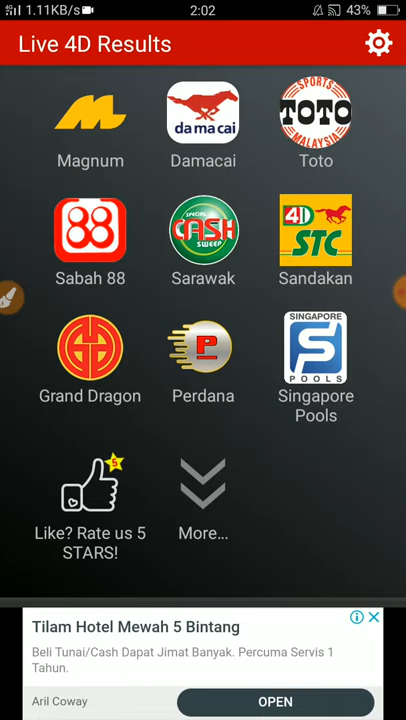 4G 1.11KB/s
2:02
43%
Live 4D Results
M
da ma cai
SPORTS
TOTO
MALAYSIA
Magnum
Damacai
Toto
88
SPECIAL
CASH
SWEEP
4D
STC
Sabah 88
Sarawak
Sandakan
P
SINGAPORE
S
POOLS
Grand Dragon
Perdana
Singapore
Pools
5
Like? Rate us 5
STARS!
More...
Tilam Hotel Mewah 5 Bintang
Beli Tunai/Cash Dapat Jimat Banyak. Percuma Servis 1
Tahun.
Aril Coway
OPEN